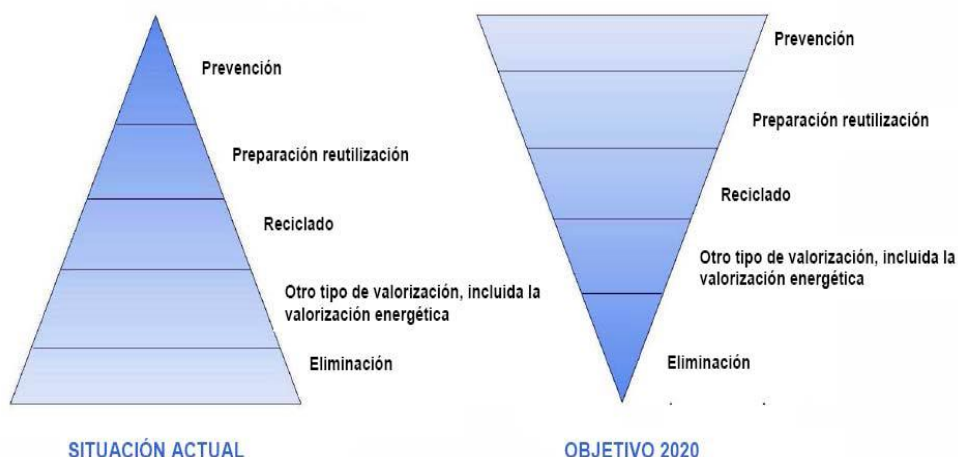 Prevención
Preparación reutilización
Reciclado
Otro tipo de valorización, incluida la
valorización energética
Eliminación
SITUACIÓN ACTUAL
Prevención
Preparación reutilización
Reciclado
Otro tipo de valorización, incluida la
valorización energética
Eliminación
OBJETIVO 2020